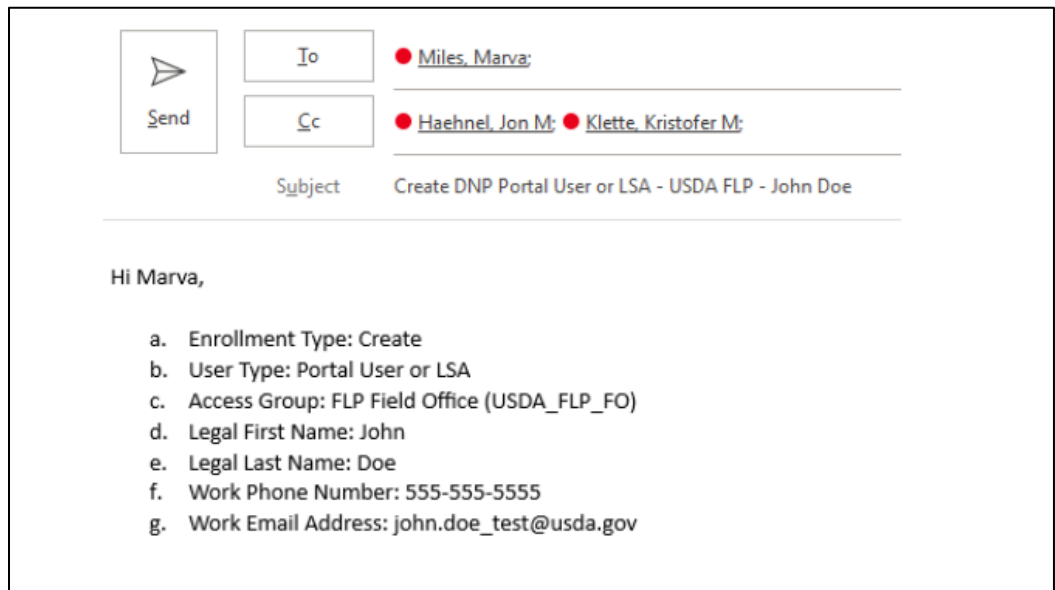 To
Miles, Marva;
Send
Cc
Haehnel, Jon M; Klette, Kristofer M;
Subject
Create DNP Portal User or LSA - USDA FLP - John Doe
Hi Marva,
a. Enrollment Type: Create
b. User Type: Portal User or LSA
c. Access Group: FLP Field Office (USDA_FLP_FO)
d. Legal First Name: John
e. Legal Last Name: Doe
f. Work Phone Number: 555-555-5555
g. Work Email Address: john.doe_test@usda.gov